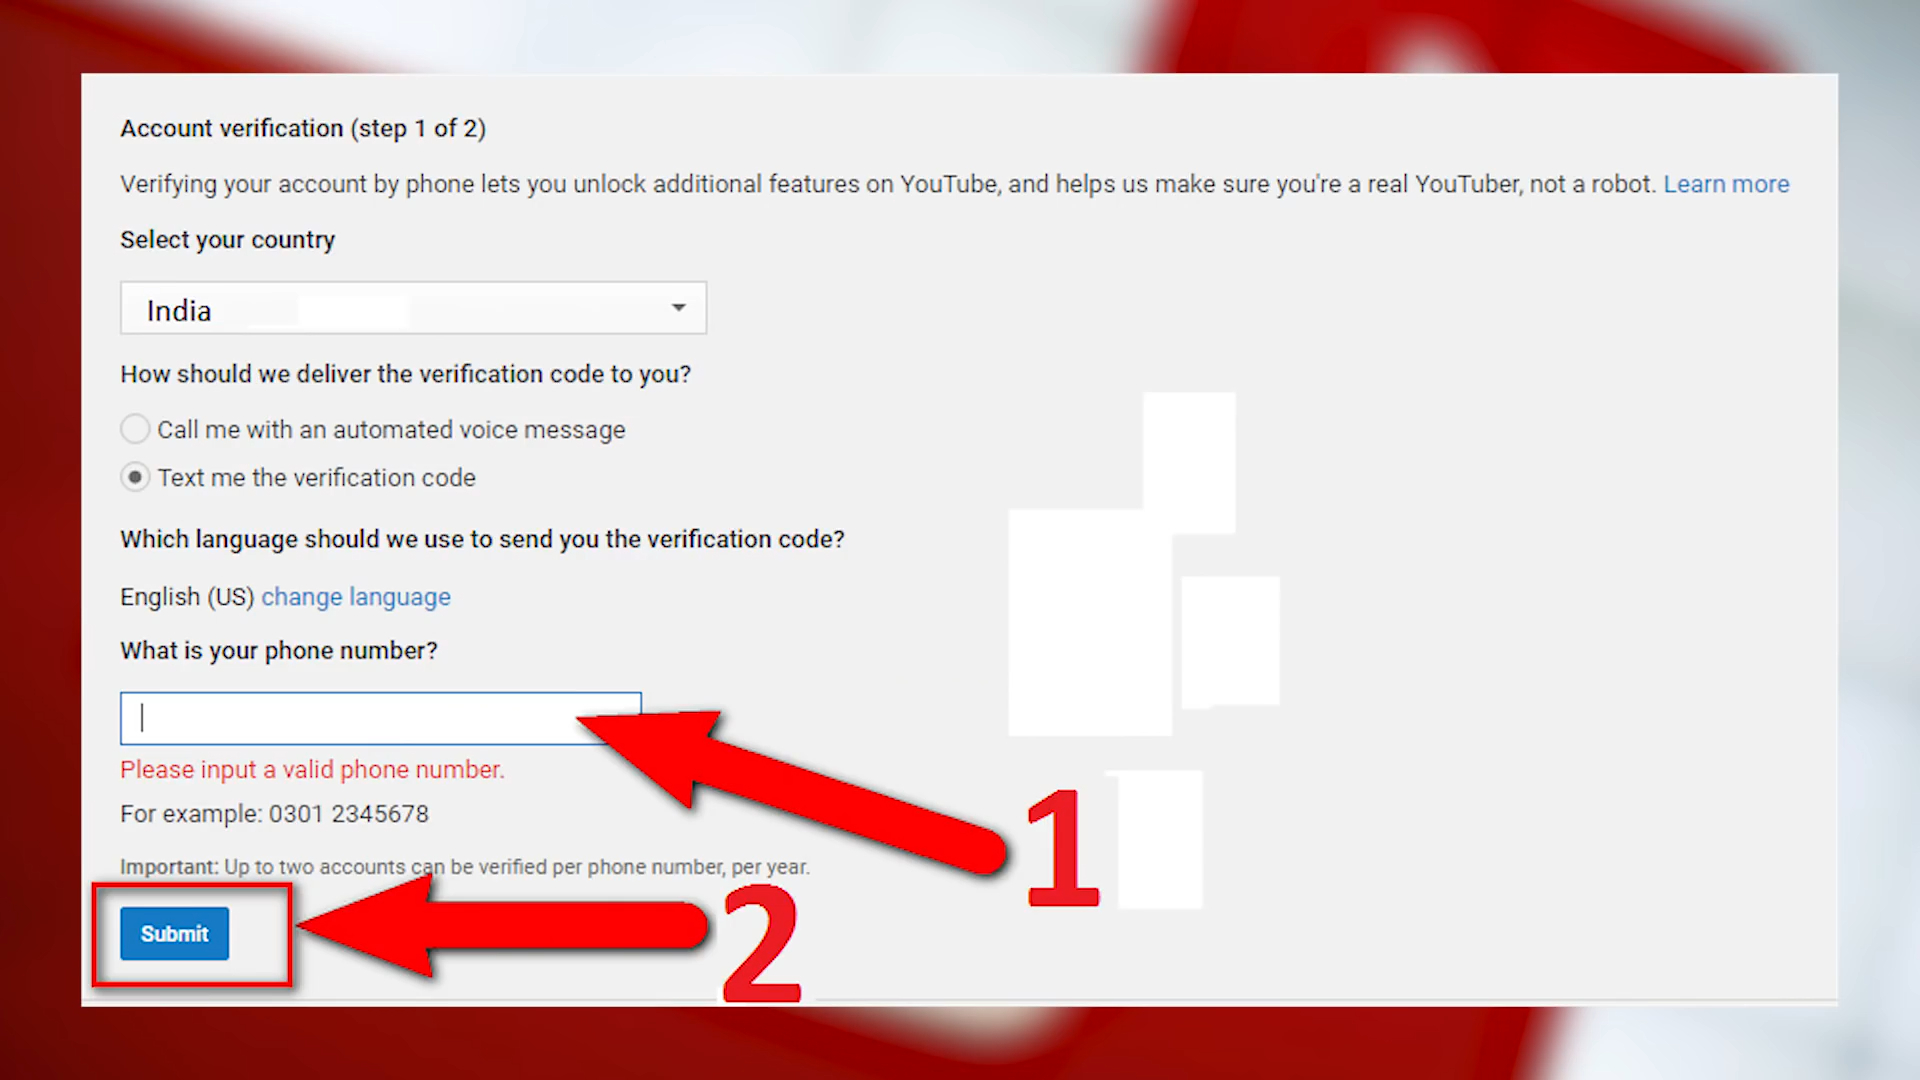 Account verification (step 1 of 2)
Verifying your account by phone lets you unlock additional features on YouTube, and helps us make sure you're a real YouTuber, not a robot. Learn more
Select your country
India
How should we deliver the verification code to you?
Call me with an automated voice message
Text me the verification code
Which language should we use to send you the verification code?
English (US) change language
What is your phone number?
Please input a valid phone number.
For example: 0301 2345678
1
Important: Up to two accounts can be verified per phone number, per year.
Submit
2